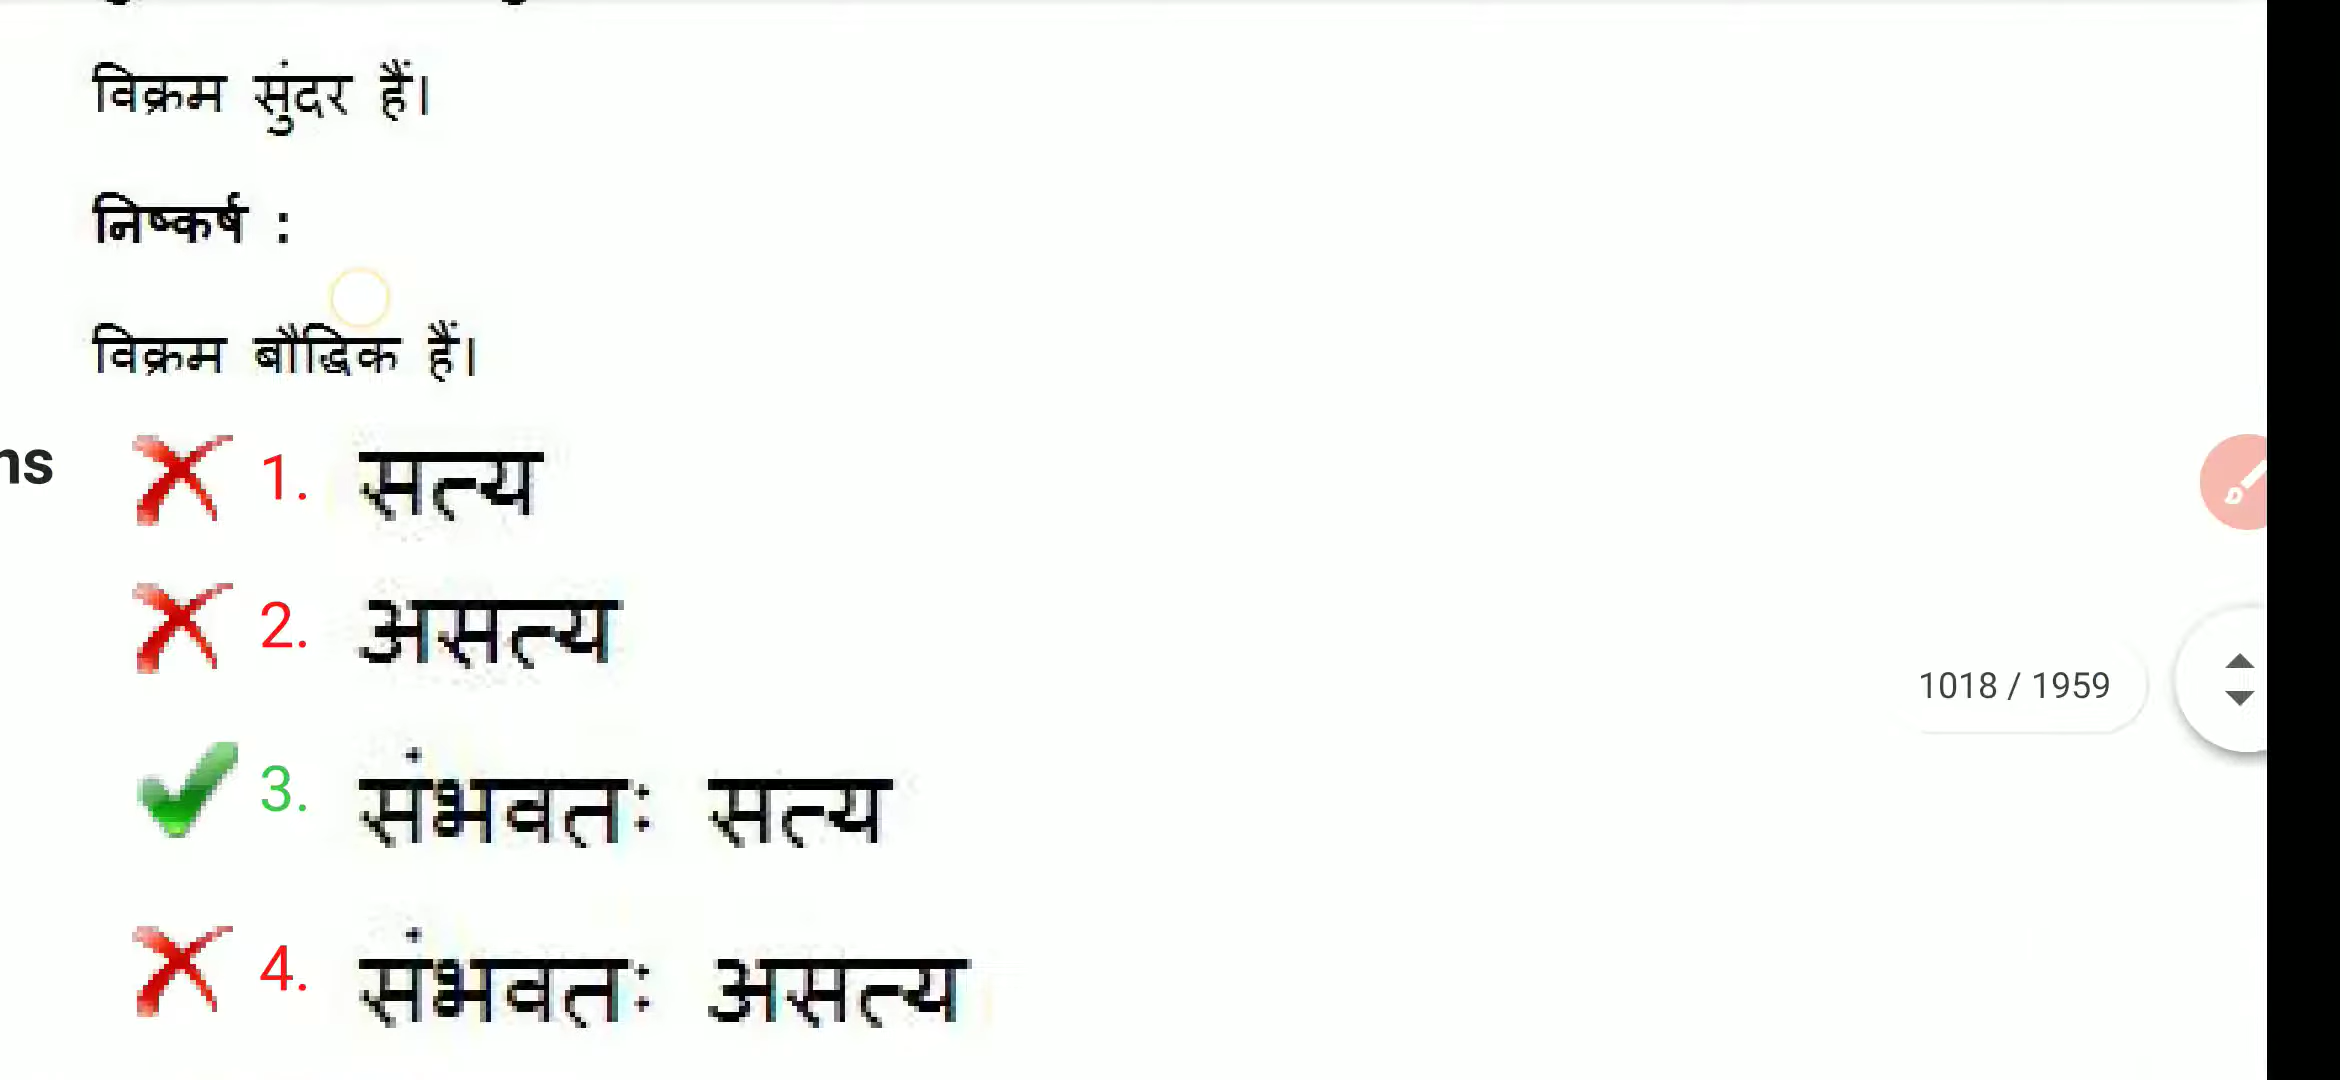 विक्रम सुंदर हैं।
निष्कर्ष :
विक्रम बौद्धिक हैं।
ns 1. सत्य
2. असत्य
1018 / 1959
3. संभवतः सत्य
4. संभवतः असत्य